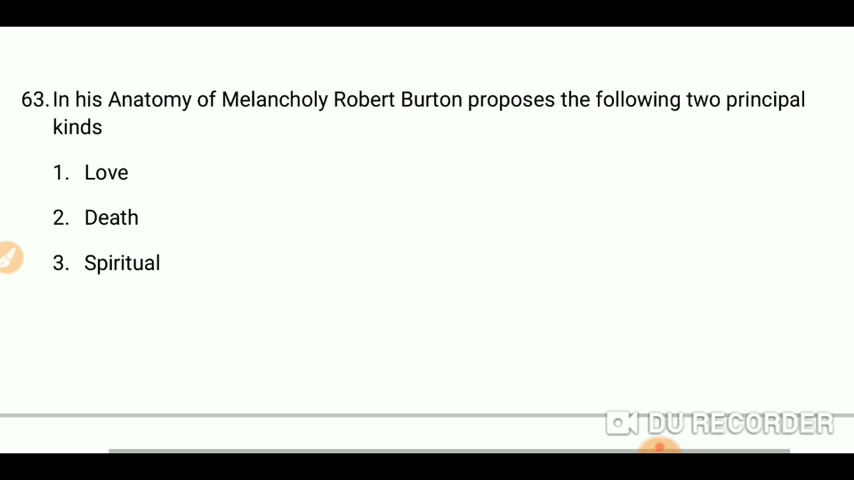 63. In his Anatomy of Melancholy Robert Burton proposes the following two principal
kinds
1. Love
2. Death
3. Spiritual
DU RECORDER